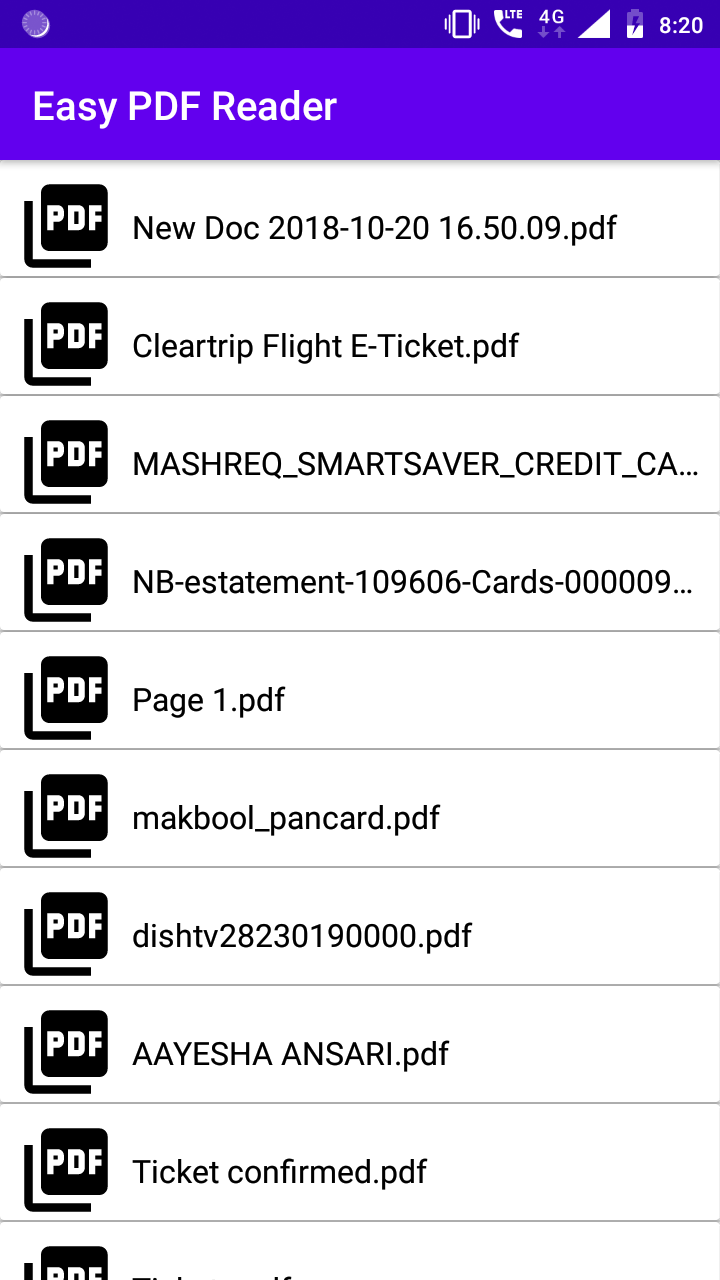 LTE 4G 8:20
Easy PDF Reader
PDF New Doc 2018-10-20 16.50.09.pdf
PDF Cleartrip Flight E-Ticket.pdf
PDF MASHREQ_SMARTSAVER_CREDIT_CA...
PDF NB-estatement-109606-Cards-000009...
PDF Page 1.pdf
PDF makbool_pancard.pdf
PDF dishtv28230190000.pdf
PDF AAYESHA ANSARI.pdf
PDF Ticket confirmed.pdf
PDF